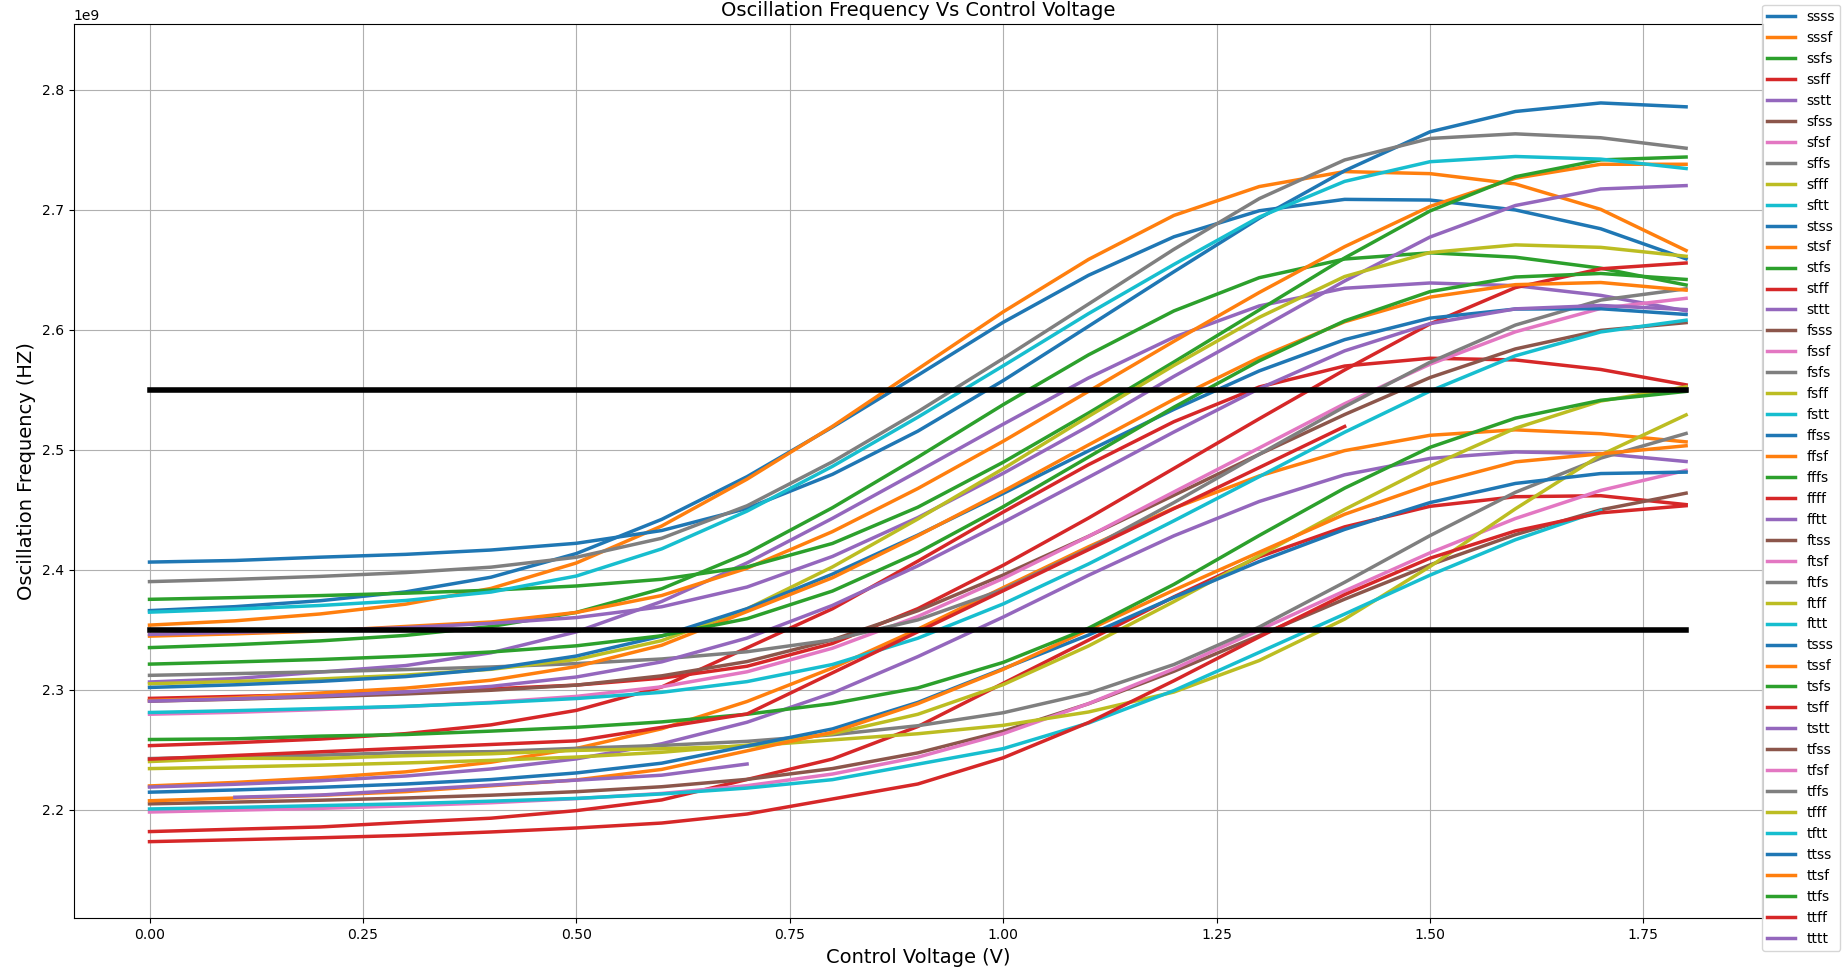 Oscillation Frequency Vs Control Voltage
1e9
2.8
2.7
2.6
2.5
2.4
2.3
2.2
Oscillation Frequency (HZ)
0.00 0.25 0.50 0.75 1.00 1.25 1.50 1.75
Control Voltage (V)
ssss
sssf
ssfs
ssff
sstt
sfss
sfsf
sffs
sfff
sftt
stss
stsf
stfs
stff
sttt
fsss
fssf
fsfs
fsff
fstt
ffss
ffsf
fffs
ffff
fftt
ftss
ftsf
ftfs
ftff
fttt
tsss
tssf
tsfs
tsff
tstt
tfss
tfsf
tffs
tfff
tftt
ttss
ttsf
ttfs
ttff
tttt